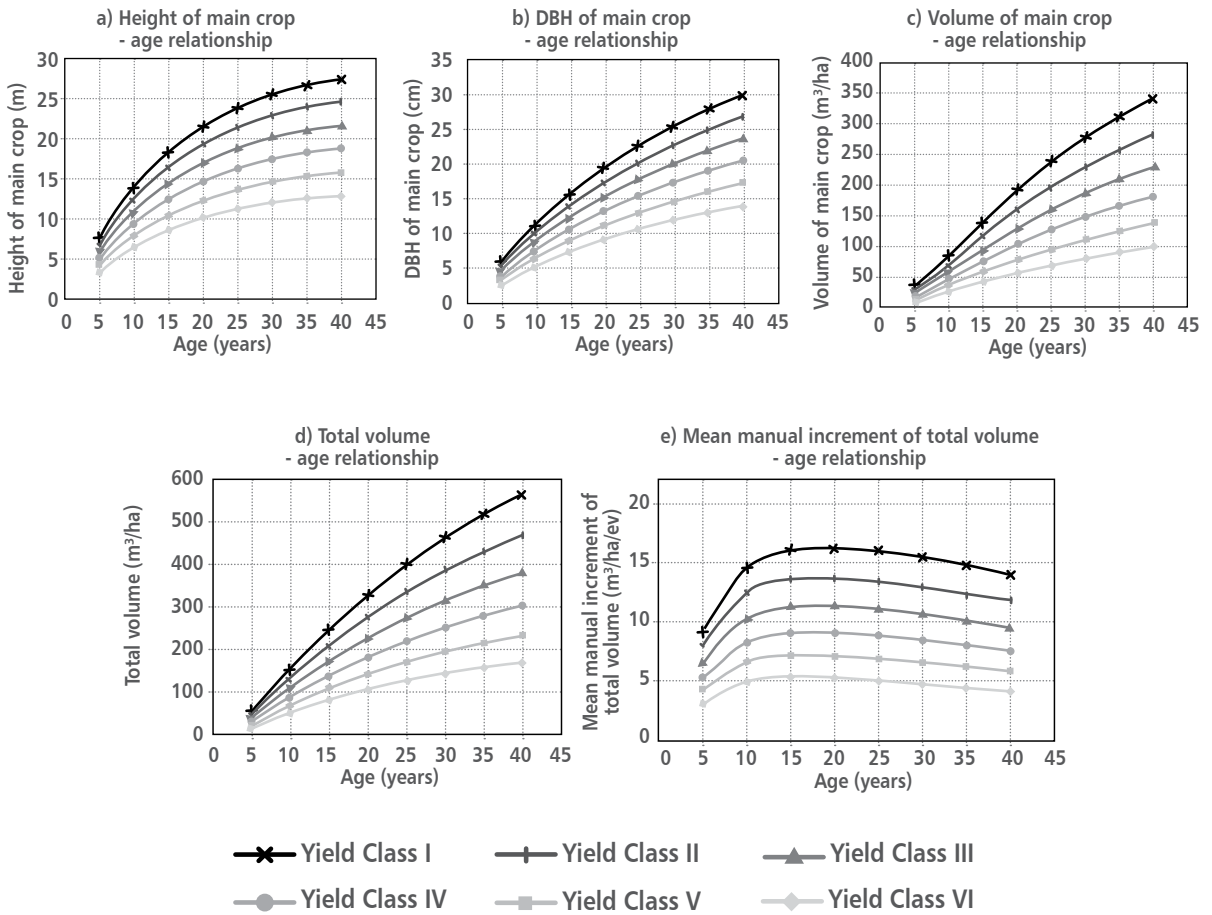 a) Height of main crop
- age relationship
30
25
20
15
10
5
0
Height of main crop (m)
0 5 10 15 20 25 30 35 40 45
Age (years)
b) DBH of main crop
- age relationship
35
30
25
20
15
10
5
0
DBH of main crop (cm)
0 5 10 15 20 25 30 35 40 45
Age (years)
c) Volume of main crop
- age relationship
400
350
300
250
200
150
100
50
0
Volume of main crop (m³/ha)
0 5 10 15 20 25 30 35 40 45
Age (years)
d) Total volume
- age relationship
600
500
400
300
200
100
0
Total volume (m³/ha)
0 5 10 15 20 25 30 35 40 45
Age (years)
e) Mean manual increment of total volume
- age relationship
20
15
10
5
0
Mean manual increment of
total volume (m³/ha/ev)
0 5 10 15 20 25 30 35 40 45
Age (years)
Yield Class I Yield Class II Yield Class III
Yield Class IV Yield Class V Yield Class VI